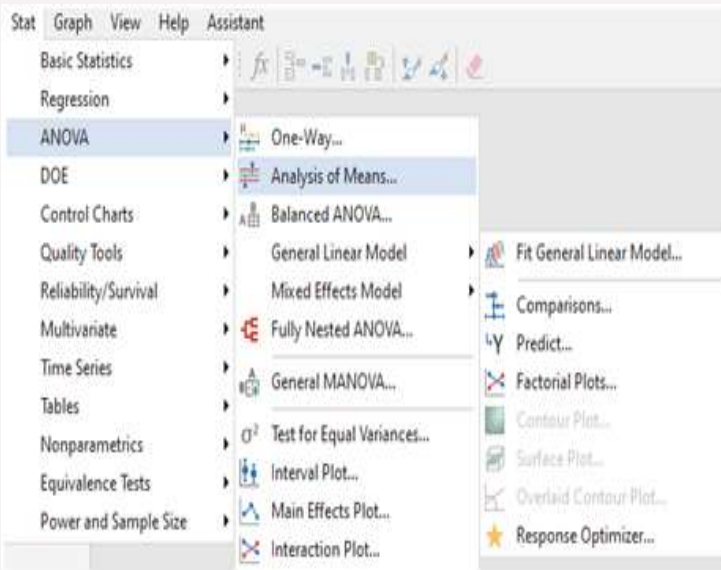 Stat Graph View Help Assistant
Basic Statistics
Regression
ANOVA
DOE
Control Charts
Quality Tools
Reliability/Survival
Multivariate
Time Series
Tables
Nonparametrics
Equivalence Tests
Power and Sample Size
fx
One-Way...
Analysis of Means...
Balanced ANOVA...
General Linear Model
Mixed Effects Model
Fully Nested ANOVA...
General MANOVA...
σ² Test for Equal Variances...
Interval Plot...
Main Effects Plot...
Interaction Plot...
Fit General Linear Model...
Comparisons...
Predict...
Factorial Plots...
Contour Plot...
Surface Plot...
Overlaid Contour Plot...
Response Optimizer...